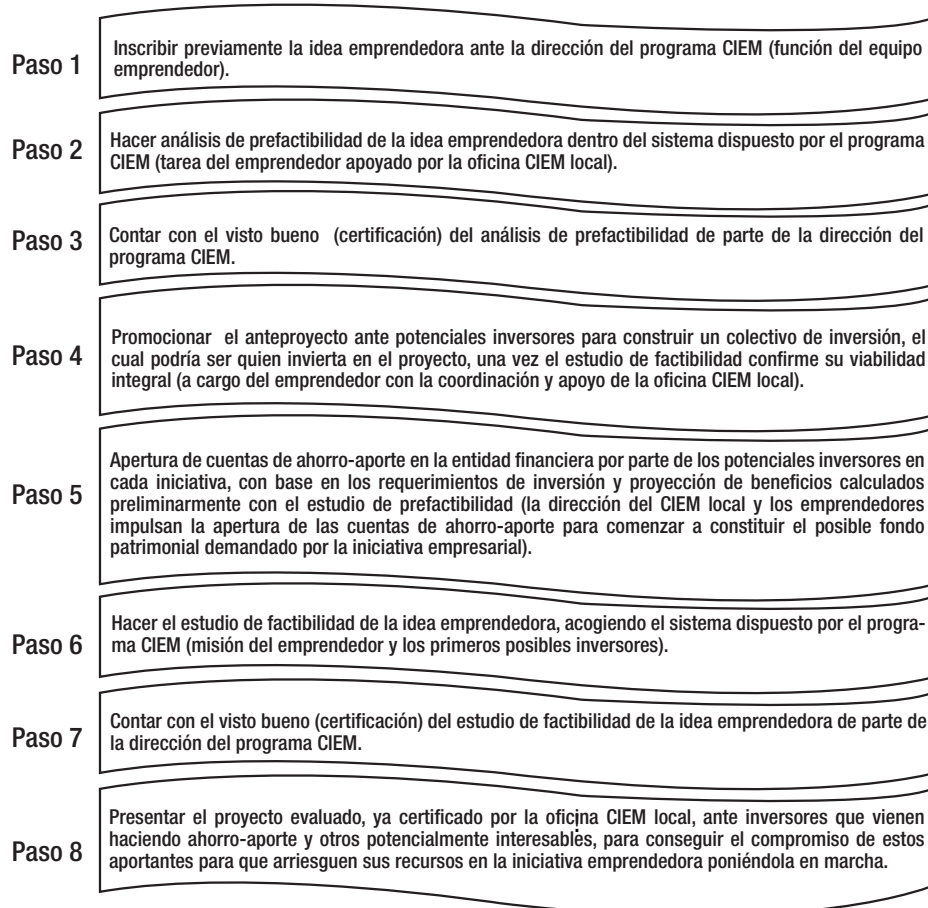 Paso 1
Inscribir previamente la idea emprendedora ante la dirección del programa CIEM (función del equipo
emprendedor).
Paso 2
Hacer análisis de prefactibilidad de la idea emprendedora dentro del sistema dispuesto por el programa
CIEM (tarea del emprendedor apoyado por la oficina CIEM local).
Paso 3
Contar con el visto bueno (certificación) del análisis de prefactibilidad de parte de la dirección del
programa CIEM.
Paso 4
Promocionar el anteproyecto ante potenciales inversores para construir un colectivo de inversión, el
cual podría ser quien invierta en el proyecto, una vez el estudio de factibilidad confirme su viabilidad
integral (a cargo del emprendedor con la coordinación y apoyo de la oficina CIEM local).
Paso 5
Apertura de cuentas de ahorro-aporte en la entidad financiera por parte de los potenciales inversores en
cada iniciativa, con base en los requerimientos de inversión y proyección de beneficios calculados
preliminarmente con el estudio de prefactibilidad (la dirección del CIEM local y los emprendedores
impulsan la apertura de las cuentas de ahorro-aporte para comenzar a constituir el posible fondo
patrimonial demandado por la iniciativa empresarial).
Paso 6
Hacer el estudio de factibilidad de la idea emprendedora, acogiendo el sistema dispuesto por el progra-
ma CIEM (misión del emprendedor y los primeros posibles inversores).
Paso 7
Contar con el visto bueno (certificación) del estudio de factibilidad de la idea emprendedora de parte de
la dirección del programa CIEM.
Paso 8
Presentar el proyecto evaluado, ya certificado por la oficina CIEM local, ante inversores que vienen
haciendo ahorro-aporte y otros potencialmente interesables, para conseguir el compromiso de estos
aportantes para que arriesguen sus recursos en la iniciativa emprendedora poniéndola en marcha.